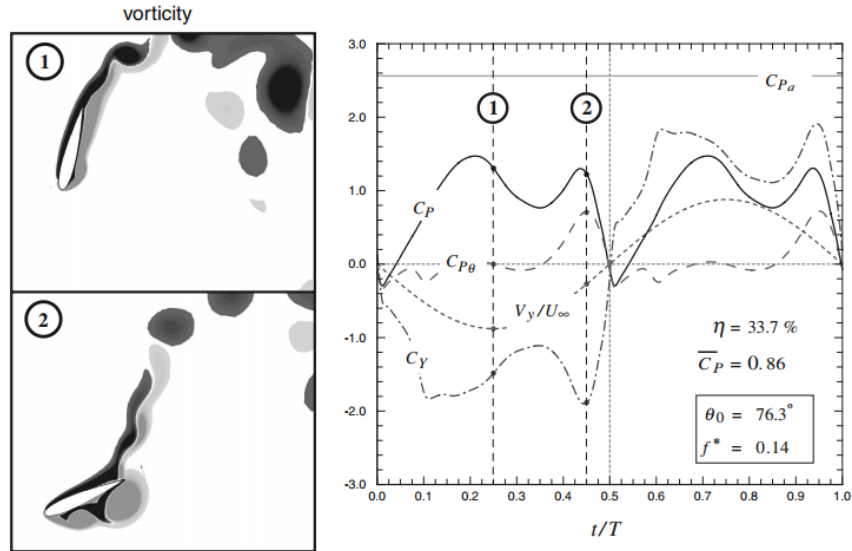 vorticity
1
2
3.0
2.0
1.0
0.0
-1.0
-2.0
-3.0
C_{P_a}
1
2
C_P
C_{Pθ}
V_y/U_∞
C_Y
η = 33.7 %
\overline{C_P} = 0.86
θ_0 = 76.3°
f* = 0.14
0.0 0.1 0.2 0.3 0.4 0.5 0.6 0.7 0.8 0.9 1.0
t/T